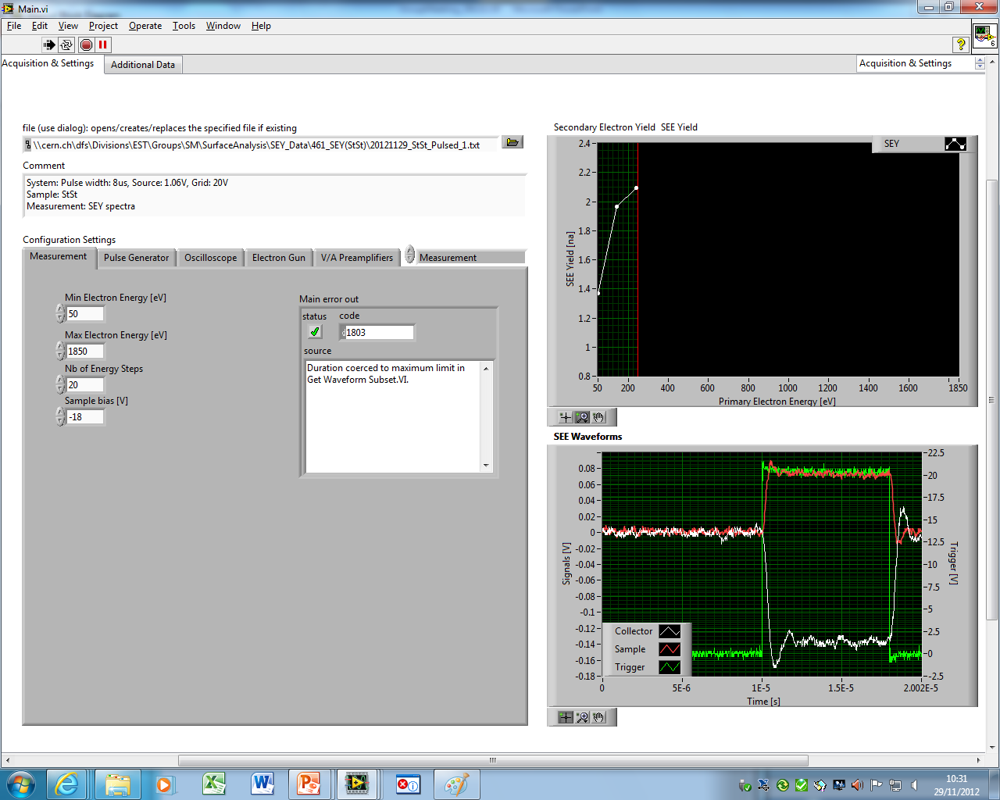 Main.vi
File Edit View Project Operate Tools Window Help
6
Acquisition & Settings
Additional Data
Acquisition & Settings
file (use dialog): opens/creates/replaces the specified file if existing
\\cern.ch\dfs\Divisions\EST\Groups\SM\SurfaceAnalysis\SEY_Data\461_SEY(StSt)\20121129_StSt_Pulsed_1.txt
Comment
System: Pulse width: 8us, Source: 1.06V, Grid: 20V
Sample: StSt
Measurement: SEY spectra
Configuration Settings
Measurement Pulse Generator Oscilloscope Electron Gun V/A Preamplifiers Measurement
Min Electron Energy [eV]
50
Max Electron Energy [eV]
1850
Nb of Energy Steps
20
Sample bias [V]
-18
Main error out
status code
1803
source
Duration coerced to maximum limit in
Get Waveform Subset.VI.
Secondary Electron Yield SEE Yield
SEY
SEE Yield [na]
2.4
2.2
2
1.8
1.6
1.4
1.2
1
0.8
50 200 400 600 800 1000 1200 1400 1600 1850
Primary Electron Energy [eV]
SEE Waveforms
Signals [V]
0.08
0.06
0.04
0.02
0
-0.02
-0.04
-0.06
-0.08
-0.1
-0.12
-0.14
-0.16
-0.18
Collector
Sample
Trigger
22.5
20
17.5
15
12.5
10
7.5
5
2.5
0
-2.5
Trigger [V]
0 5E-6 1E-5 1.5E-5 2.002E-5
Time [s]
10:31
29/11/2012